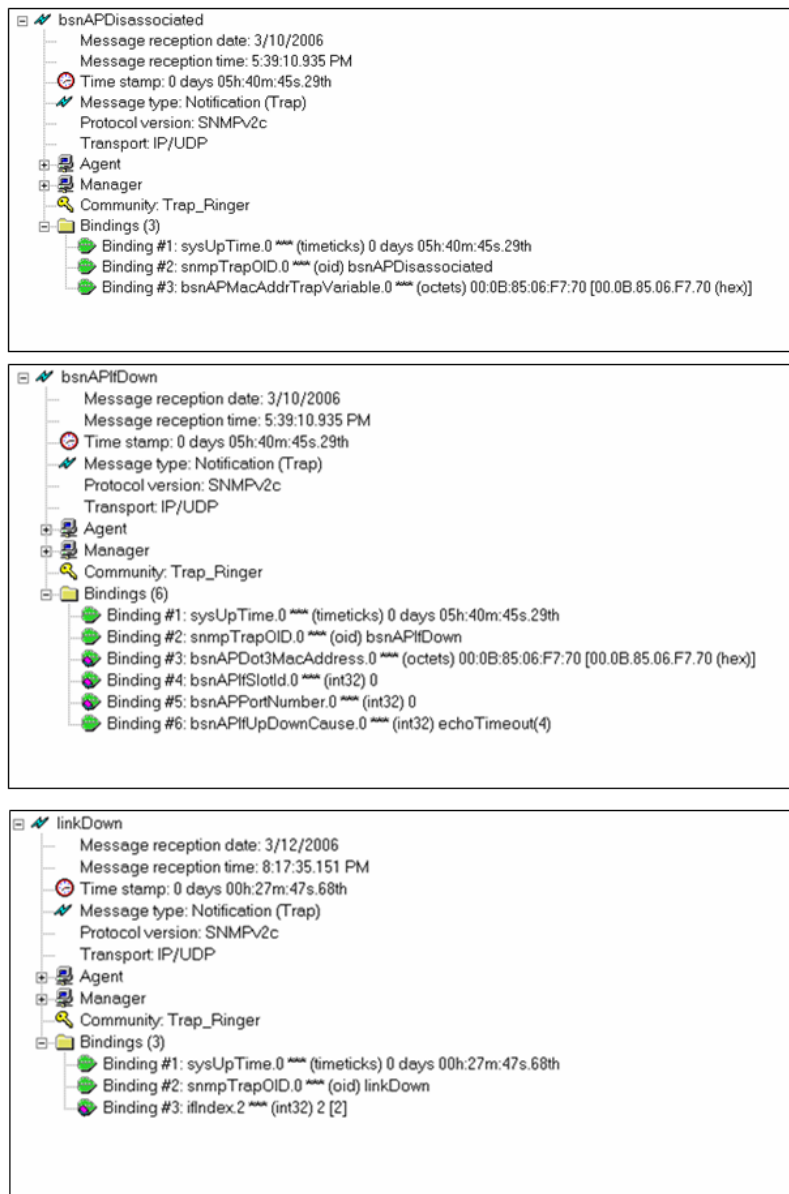 bsnAPDisassociated
Message reception date: 3/10/2006
Message reception time: 5:39:10.935 PM
Time stamp: 0 days 05h:40m:45s.29th
Message type: Notification (Trap)
Protocol version: SNMPv2c
Transport: IP/UDP
Agent
Manager
Community: Trap_Ringer
Bindings (3)
Binding #1: sysUpTime.0 *** (timeticks) 0 days 05h:40m:45s.29th
Binding #2: snmpTrapOID.0 *** (oid) bsnAPDisassociated
Binding #3: bsnAPMacAddrTrapVariable.0 *** (octets) 00:0B:85:06:F7:70 [00.0B.85.06.F7.70 (hex)]
bsnAPIfDown
Message reception date: 3/10/2006
Message reception time: 5:39:10.935 PM
Time stamp: 0 days 05h:40m:45s.29th
Message type: Notification (Trap)
Protocol version: SNMPv2c
Transport: IP/UDP
Agent
Manager
Community: Trap_Ringer
Bindings (6)
Binding #1: sysUpTime.0 *** (timeticks) 0 days 05h:40m:45s.29th
Binding #2: snmpTrapOID.0 *** (oid) bsnAPIfDown
Binding #3: bsnAPDot3MacAddress.0 *** (octets) 00:0B:85:06:F7:70 [00.0B.85.06.F7.70 (hex)]
Binding #4: bsnAPIfSlotId.0 *** (int32) 0
Binding #5: bsnAPPortNumber.0 *** (int32) 0
Binding #6: bsnAPIfUpDownCause.0 *** (int32) echoTimeout(4)
linkDown
Message reception date: 3/12/2006
Message reception time: 8:17:35.151 PM
Time stamp: 0 days 00h:27m:47s.68th
Message type: Notification (Trap)
Protocol version: SNMPv2c
Transport: IP/UDP
Agent
Manager
Community: Trap_Ringer
Bindings (3)
Binding #1: sysUpTime.0 *** (timeticks) 0 days 00h:27m:47s.68th
Binding #2: snmpTrapOID.0 *** (oid) linkDown
Binding #3: ifIndex.2 *** (int32) 2 [2]